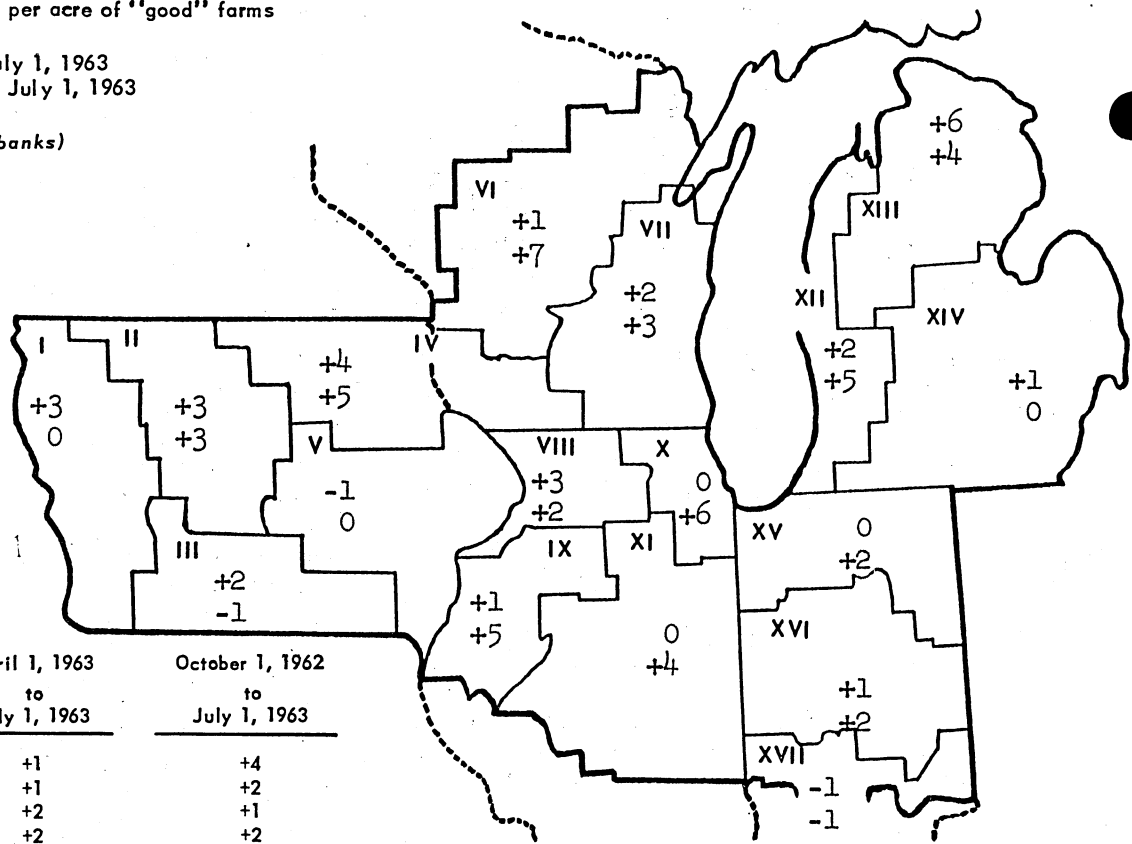 per acre of "good" farms
July 1, 1963
July 1, 1963
banks)
+6
+4
VI
XIII
+1
+7
VII
+2
+3
XII
XIV
I
II
IV
+4
+5
+2
+5
+1
0
+3
0
+3
+3
V
VIII
X
-1
0
+3
+2
0
+6
III
IX
XI
XV
0
+2
+2
-1
+1
+5
0
+4
XVI
+1
+2
XVII
-1
-1
ril 1, 1963
to
ly 1, 1963
October 1, 1962
to
July 1, 1963
+1 +4
+1 +2
+2 +1
+2 +2